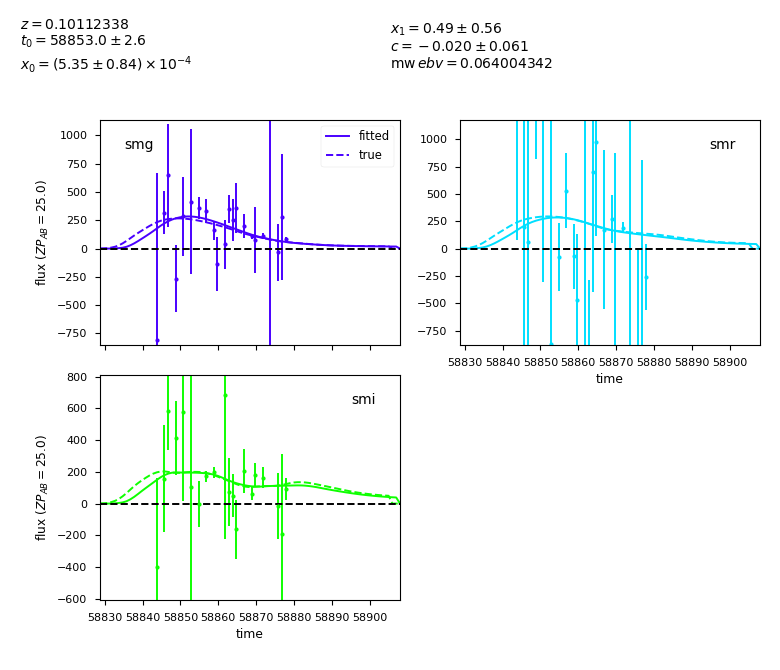 z = 0.10112338
t₀ = 58853.0 ± 2.6
x₀ = (5.35 ± 0.84) × 10⁻⁴
x₁ = 0.49 ± 0.56
c = −0.020 ± 0.061
mw ebv = 0.064004342
smg
fitted
true
1000
750
500
250
0
−250
−500
−750
flux (ZP_AB = 25.0)
smr
1000
750
500
250
0
−250
−500
−750
58830 58840 58850 58860 58870 58880 58890 58900
time
smi
800
600
400
200
0
−200
−400
−600
flux (ZP_AB = 25.0)
58830 58840 58850 58860 58870 58880 58890 58900
time